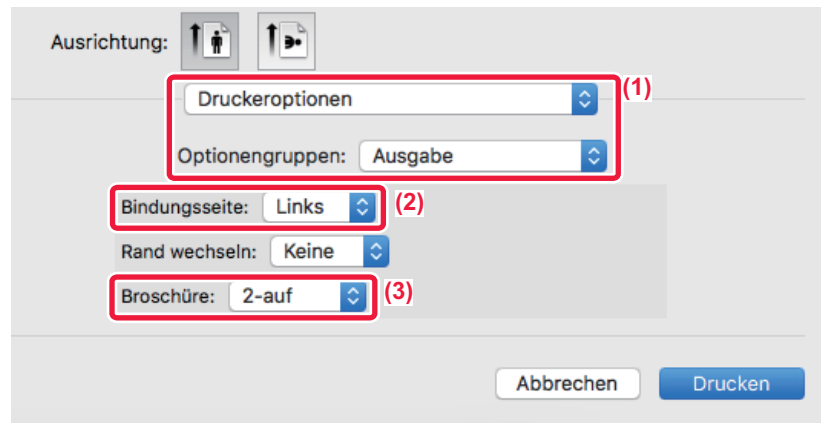 Ausrichtung:
Druckeroptionen
(1)
Optionengruppen: Ausgabe
Bindungsseite: Links
(2)
Rand wechseln: Keine
Broschüre: 2-auf
(3)
Abbrechen Drucken